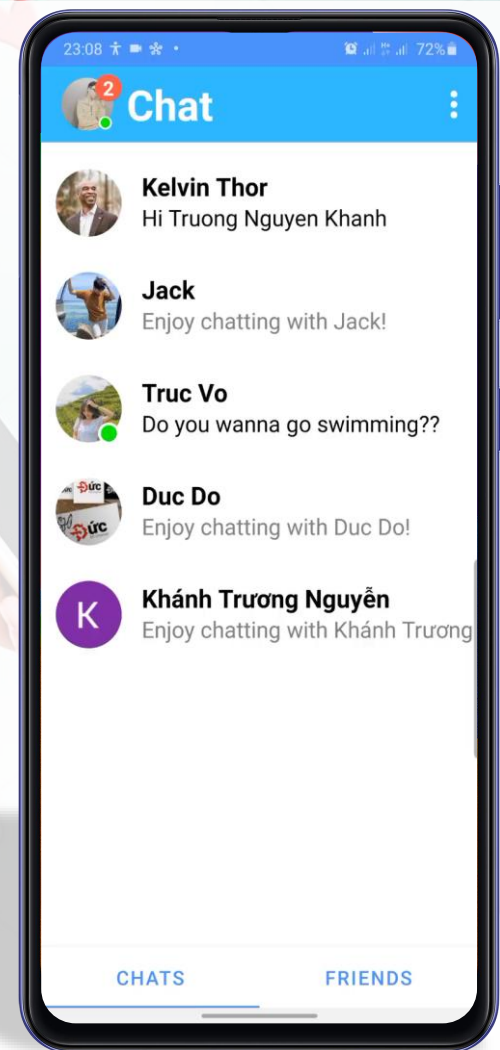 23:08 72%
2
Chat
Kelvin Thor
Hi Truong Nguyen Khanh
Jack
Enjoy chatting with Jack!
Truc Vo
Do you wanna go swimming??
Đức
Đức
Duc Do
Enjoy chatting with Duc Do!
K
Khánh Trương Nguyễn
Enjoy chatting with Khánh Trương
CHATS FRIENDS